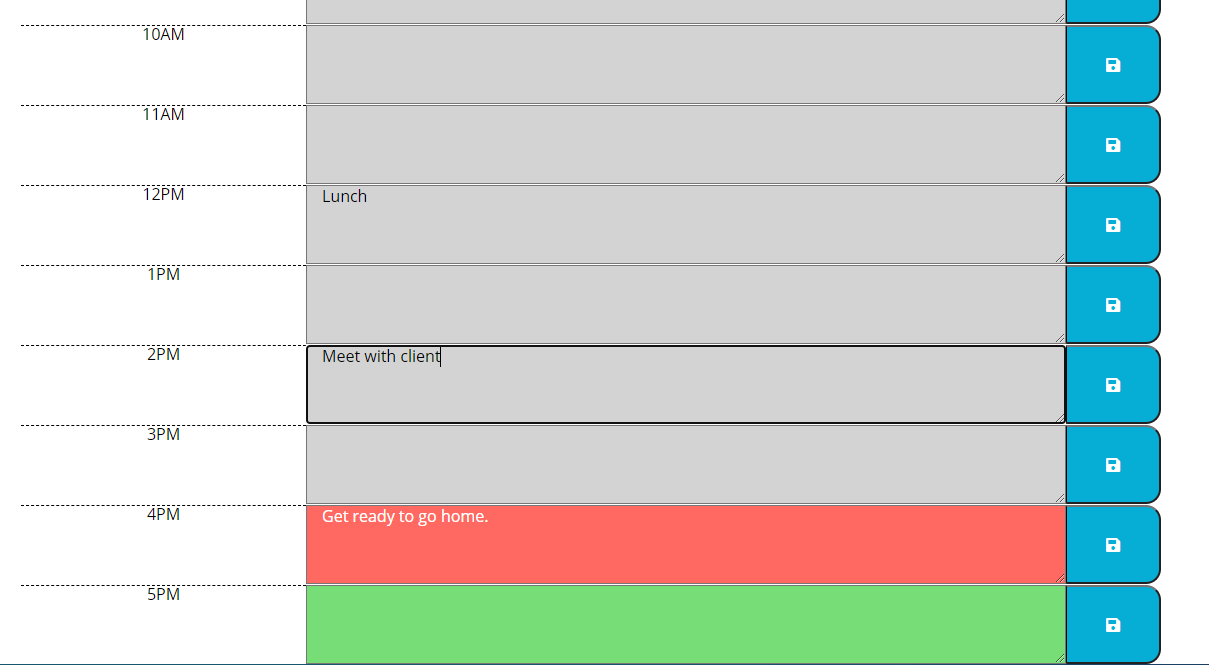 10AM
11AM
12PM
Lunch
1PM
2PM
Meet with client
3PM
4PM
Get ready to go home.
5PM